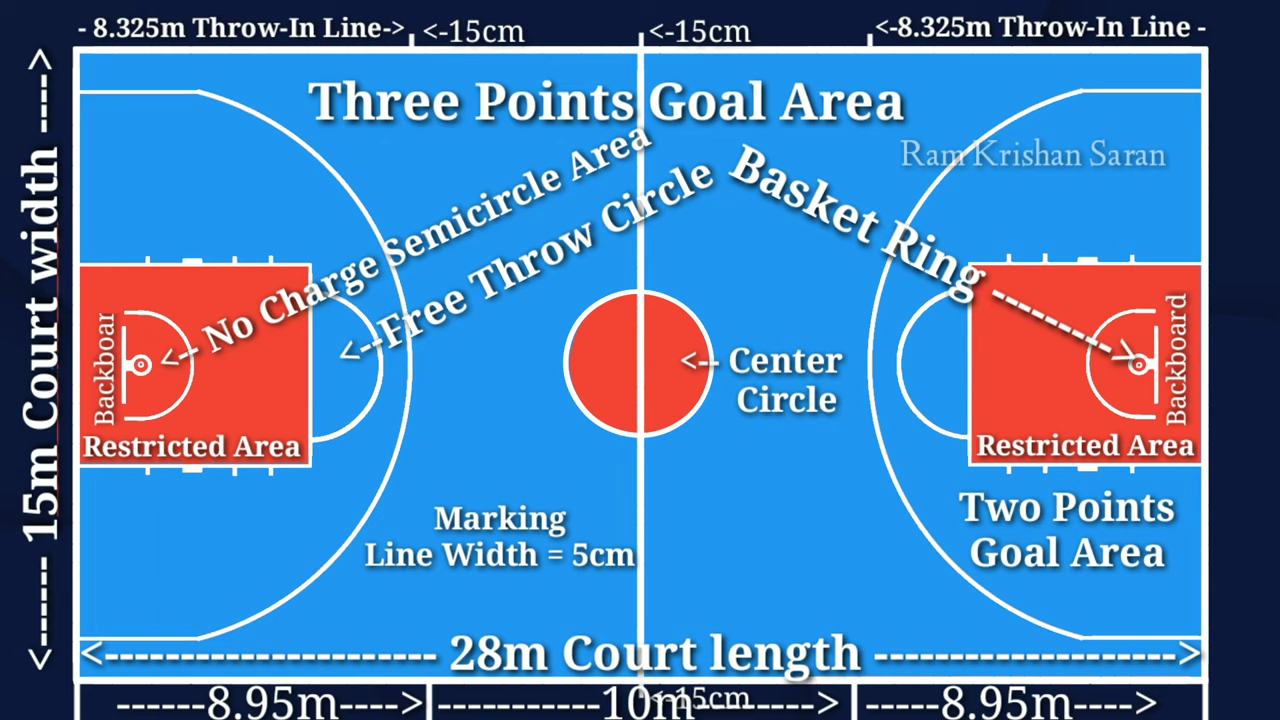 - 8.325m Throw-In Line->
<-15cm
<-15cm
<-8.325m Throw-In Line -
Three Points Goal Area
Ram Krishan Saran
No Charge Semicircle Area
Free Throw Circle
Basket Ring
<------ 15m Court width ---->
Backboar
Backboard
<-- Center
Circle
Restricted Area
Restricted Area
Marking
Line Width = 5cm
Two Points
Goal Area
<---------------------- 28m Court length -------------------->
------8.95m---->
-----------10m--------->
<-15cm
-----8.95m---->